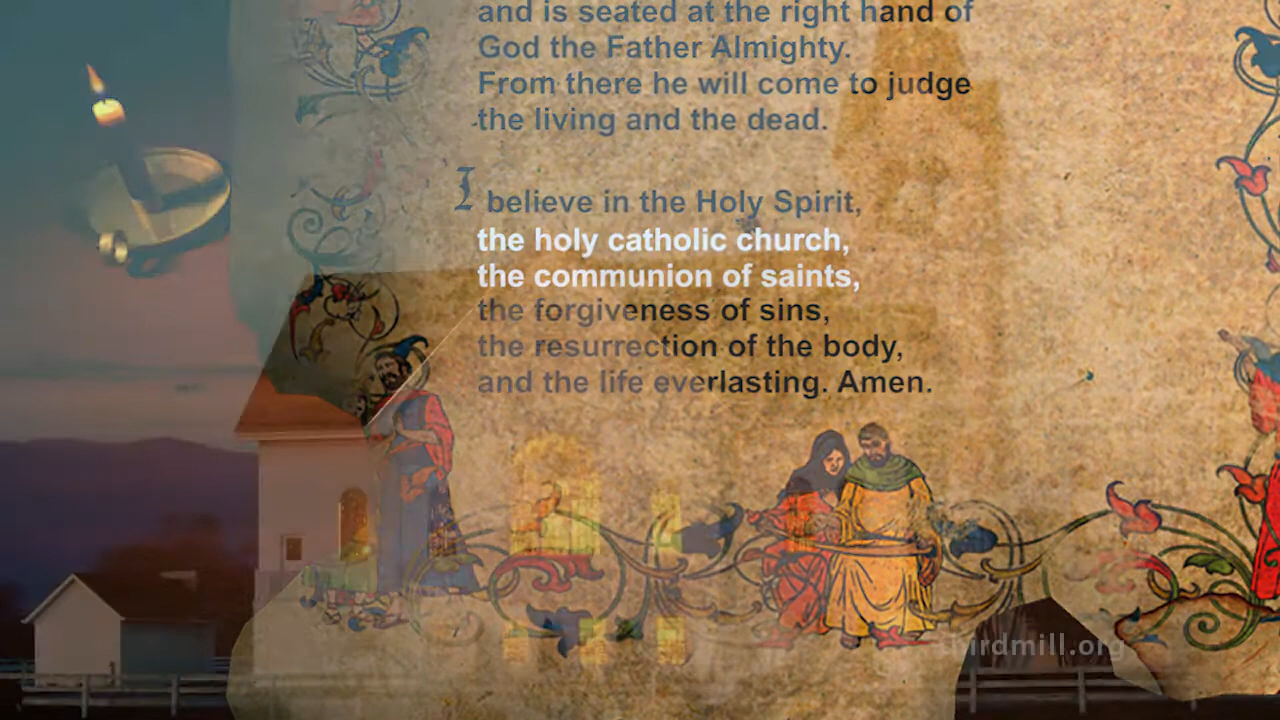 and is seated at the right hand of
God the Father Almighty.
From there he will come to judge
the living and the dead.
I believe in the Holy Spirit,
the holy catholic church,
the communion of saints,
the forgiveness of sins,
the resurrection of the body,
and the life everlasting. Amen.
thirdmill.org